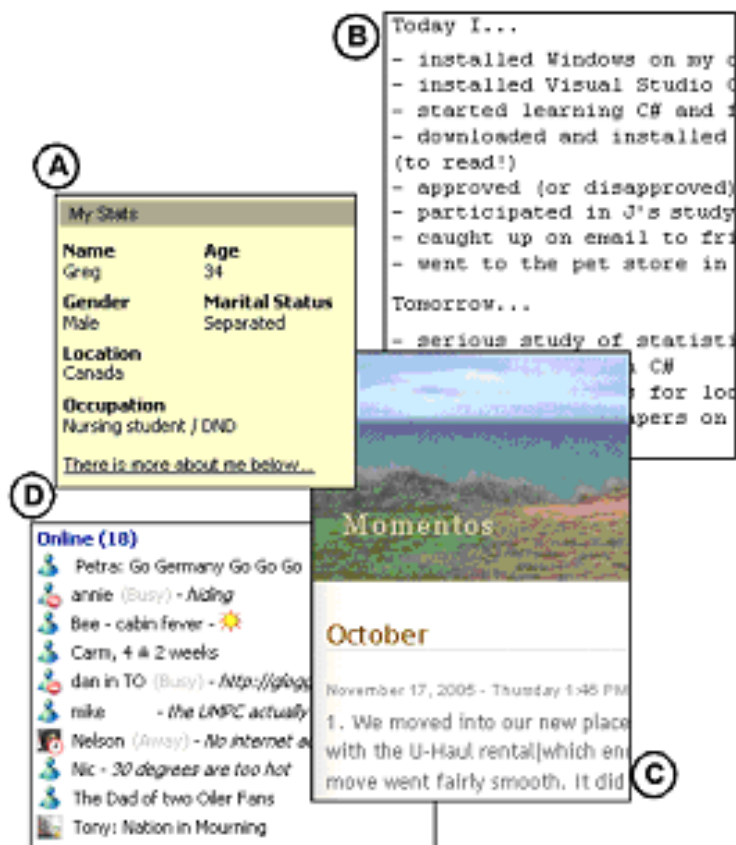 A
My Stats
Name Age
Greg 34
Gender Marital Status
Male Separated
Location
Canada
Occupation
Nursing student / DND
There is more about me below...
B
Today I...
- installed Windows on my
- installed Visual Studio
- started learning C# and
- downloaded and installed
(to read!)
- approved (or disapproved)
- participated in J's study
- caught up on email to
- went to the pet store in
Tomorrow...
- serious study of
C#
for
on
C
Momentos
October
November 17, 2005 - Thursday 1:46 PM
1. We moved into our new place
with the U-Haul rental(which
move went fairly smooth. It did
D
Online (18)
Petra: Go Germany Go Go Go
annie (Busy) - hiding
Bee - cabin fever -
Carm, 4 & 2 weeks
dan in TO (Busy) -
mike - the UMPC actually
Nelson (Away) - No internet
Nic - 30 degrees are too hot
The Dad of two Oler Fans
Tony: Nation in Mourning